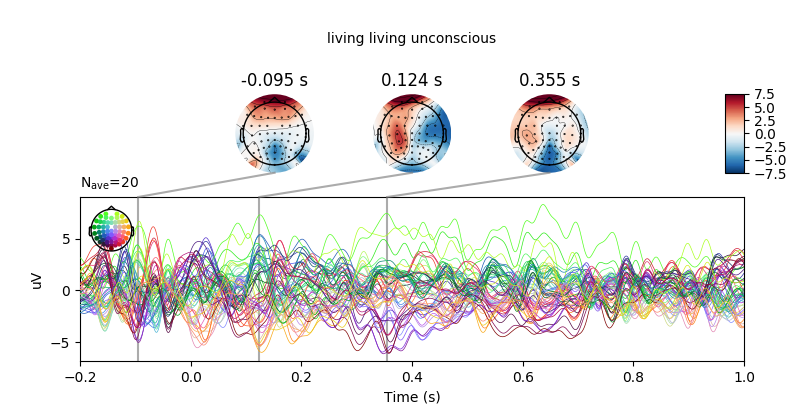 living living unconscious
-0.095 s 0.124 s 0.355 s
7.5
5.0
2.5
0.0
−2.5
−5.0
−7.5
Nave=20
5
0
−5
uV
−0.2 0.0 0.2 0.4 0.6 0.8 1.0
Time (s)